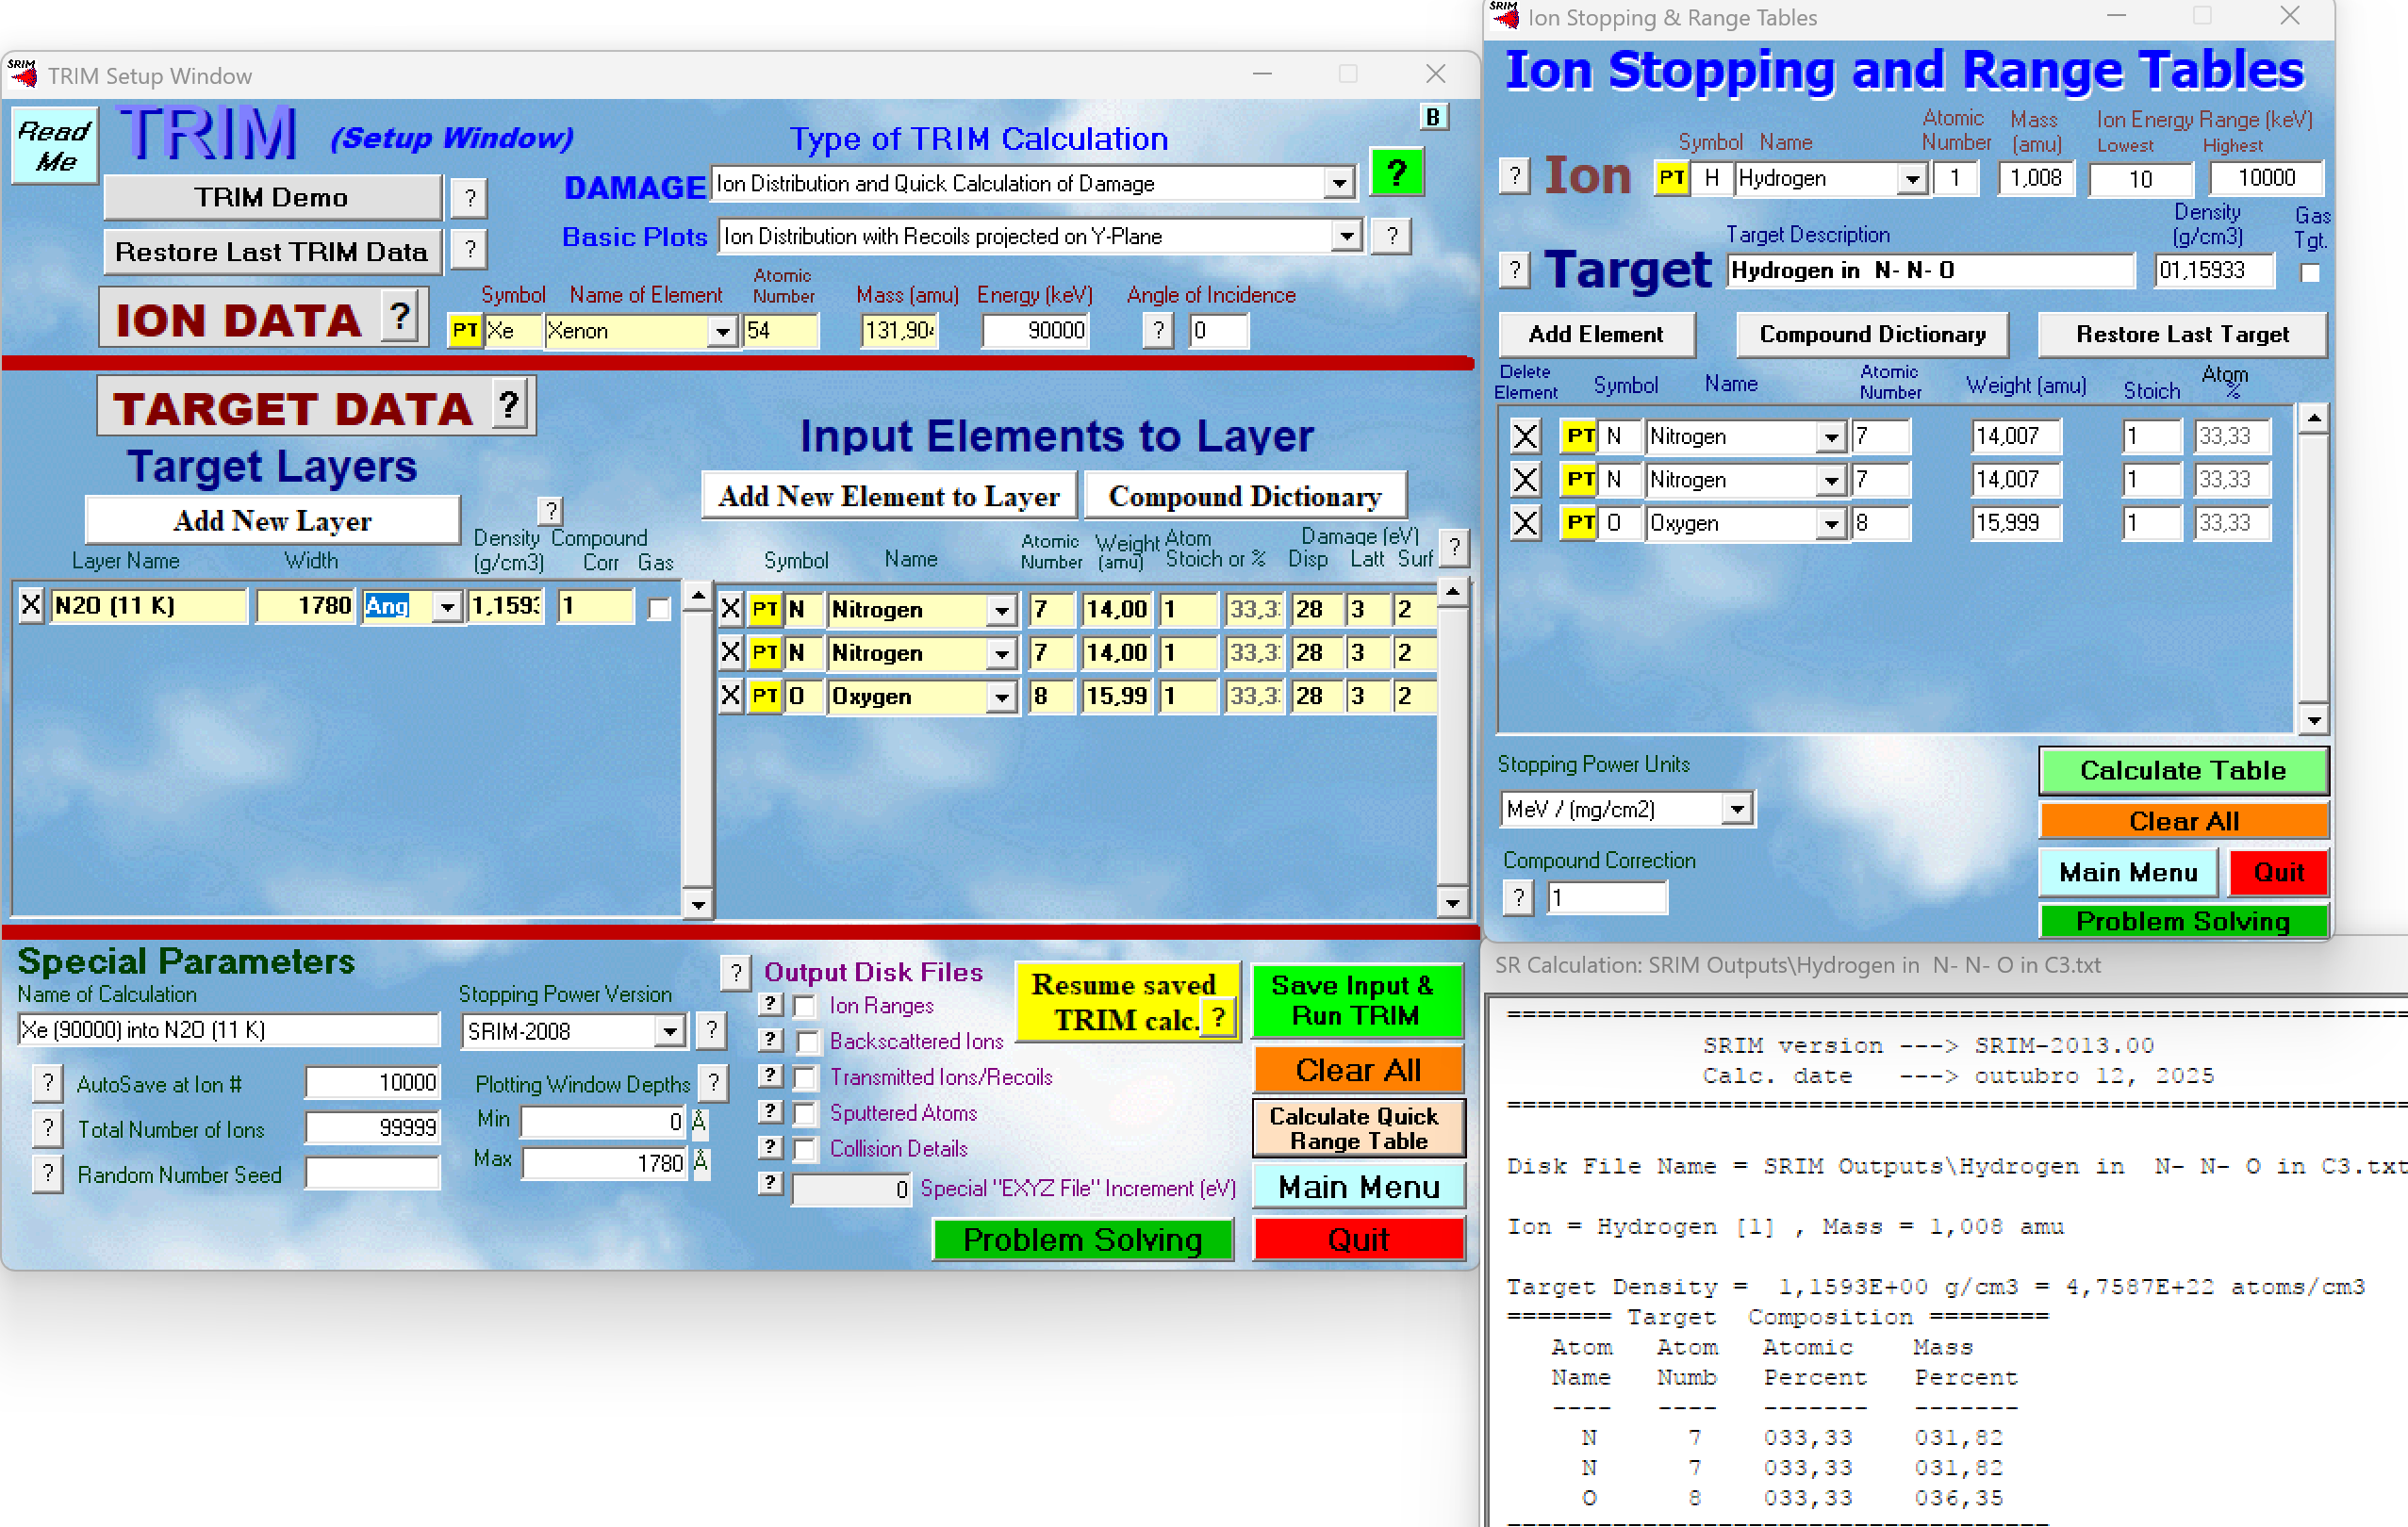 SRIM
TRIM Setup Window
Read Me
TRIM (Setup Window)
B
Type of TRIM Calculation
TRIM Demo ?
DAMAGE Ion Distribution and Quick Calculation of Damage ?
Restore Last TRIM Data ?
Basic Plots Ion Distribution with Recoils projected on Y-Plane ?
ION DATA ?
Symbol Name of Element Atomic Number Mass (amu) Energy (keV) Angle of Incidence
PT Xe Xenon 54 131,904 90000 ? 0
TARGET DATA ?
Target Layers
Input Elements to Layer
Add New Layer ?
Add New Element to Layer Compound Dictionary
Layer Name Width Density (g/cm3) Compound Corr Gas
Symbol Name Atomic Number Weight (amu) Atom Stoich or % Damage (eV) Disp Latt Surf ?
X N2O (11 K) 1780 Ang 1,1593 1
X PT N Nitrogen 7 14,00 1 33,3 28 3 2
X PT N Nitrogen 7 14,00 1 33,3 28 3 2
X PT O Oxygen 8 15,99 1 33,3 28 3 2
Special Parameters
Name of Calculation
Xe (90000) into N2O (11 K)
Stopping Power Version
SRIM-2008 ?
? AutoSave at Ion # 10000
? Total Number of Ions 99999
? Random Number Seed
Plotting Window Depths ?
Min 0 Å
Max 1780 Å
? Output Disk Files
? Ion Ranges
? Backscattered Ions
? Transmitted Ions/Recoils
? Sputtered Atoms
? Collision Details
? 0 Special "EXYZ File" Increment (eV)
Resume saved TRIM calc. ?
Save Input & Run TRIM
Clear All
Calculate Quick Range Table
Main Menu
Problem Solving
Quit
SRIM
Ion Stopping & Range Tables
Ion Stopping and Range Tables
Symbol Name Atomic Number Mass (amu) Ion Energy Range (keV) Lowest Highest
? Ion PT H Hydrogen 1 1,008 10 10000
Target Description Density (g/cm3) Gas Tgt.
? Target Hydrogen in  N- N- O 01,15933
Add Element Compound Dictionary Restore Last Target
Delete Element Symbol Name Atomic Number Weight (amu) Stoich Atom %
X PT N Nitrogen 7 14,007 1 33,33
X PT N Nitrogen 7 14,007 1 33,33
X PT O Oxygen 8 15,999 1 33,33
Stopping Power Units
MeV / (mg/cm2)
Compound Correction
? 1
Calculate Table
Clear All
Main Menu Quit
Problem Solving
SR Calculation: SRIM Outputs\Hydrogen in  N- N- O in C3.txt
============================================================
SRIM version ---> SRIM-2013.00
Calc. date   ---> outubro 12, 2025
============================================================
Disk File Name = SRIM Outputs\Hydrogen in  N- N- O in C3.txt
Ion = Hydrogen [1] , Mass = 1,008 amu
Target Density =  1,1593E+00 g/cm3 = 4,7587E+22 atoms/cm3
======= Target  Composition ========
Atom Atom Atomic Mass
Name Numb Percent Percent
---- ---- ------- -------
N 7 033,33 031,82
N 7 033,33 031,82
O 8 033,33 036,35
====================================